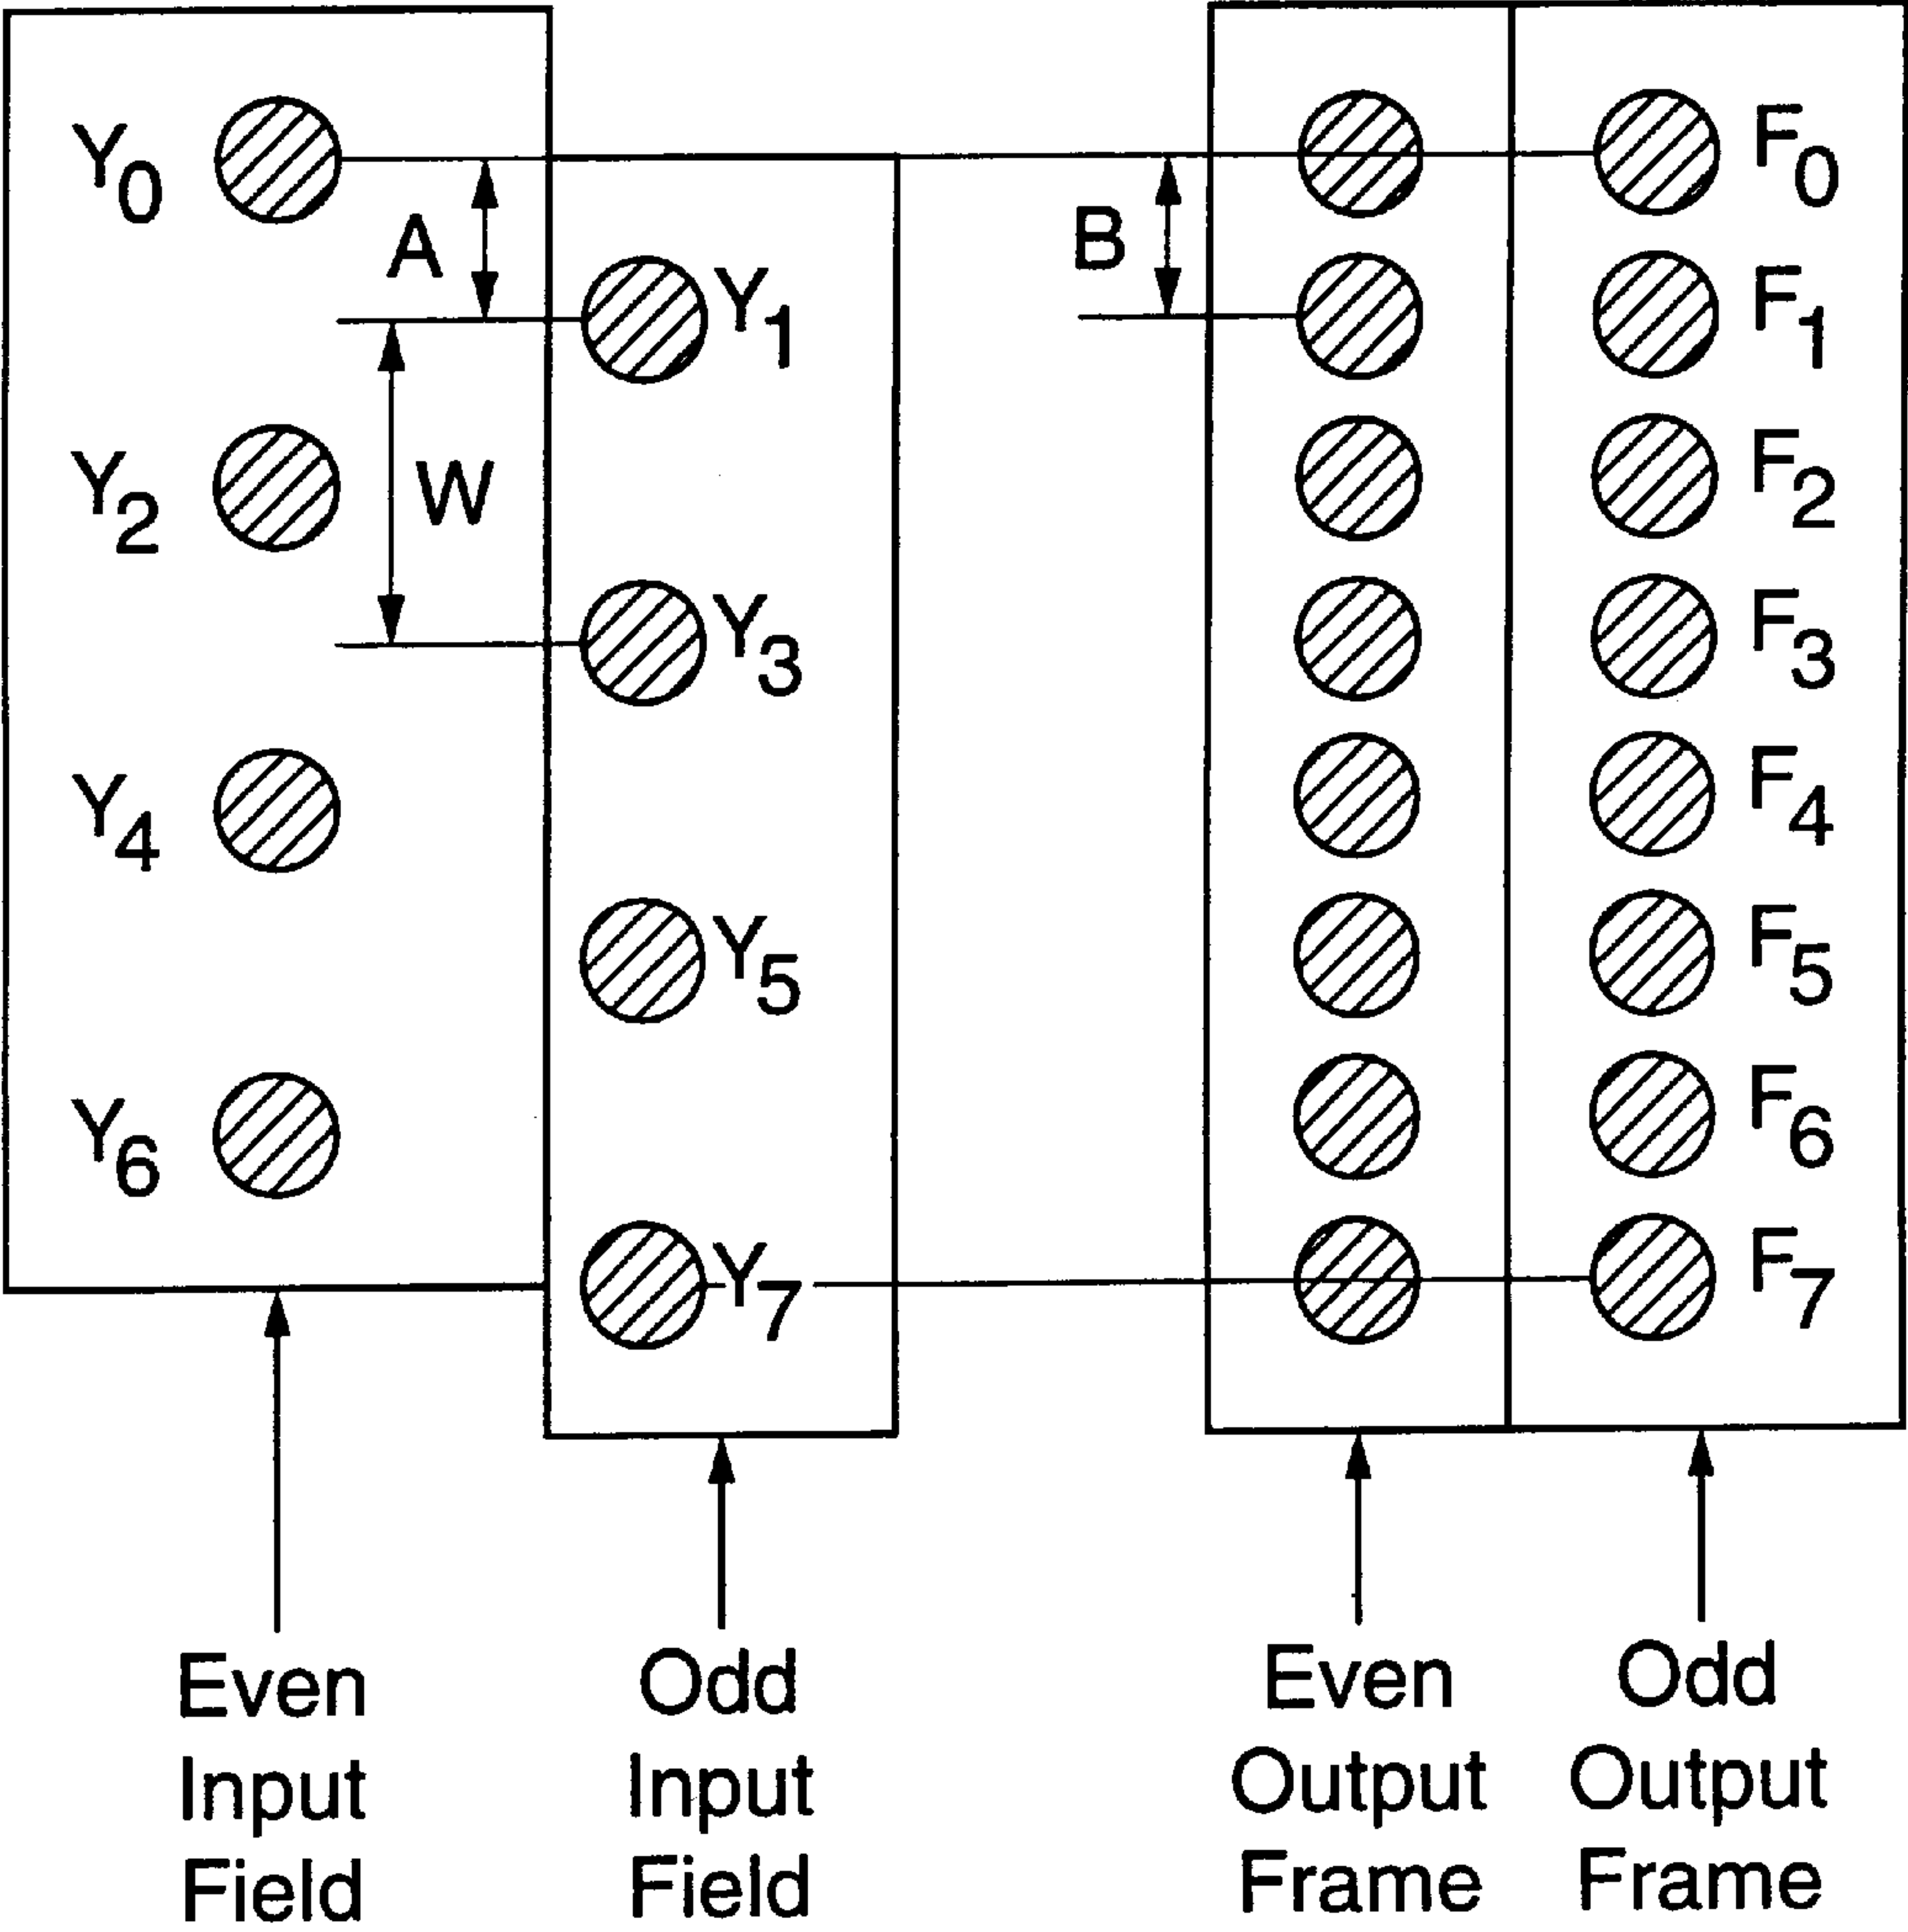 Y0
F0
A
B
Y1
F1
Y2
W
F2
Y3
F3
Y4
F4
Y5
F5
Y6
F6
Y7
F7
Even Input Field
Odd Input Field
Even Output Frame
Odd Output Frame